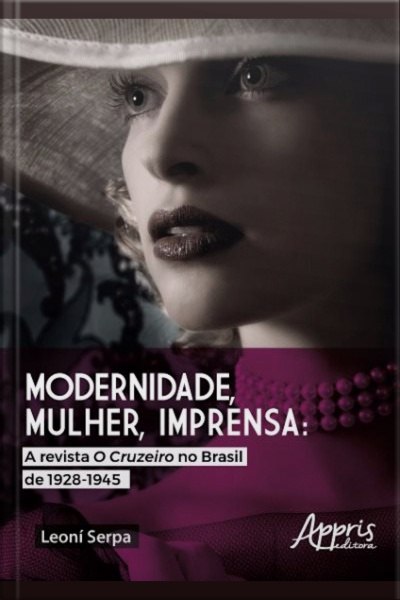 MODERNIDADE,
MULHER, IMPRENSA:
A revista O Cruzeiro no Brasil
de 1928-1945
Leoní Serpa
Appris
editora